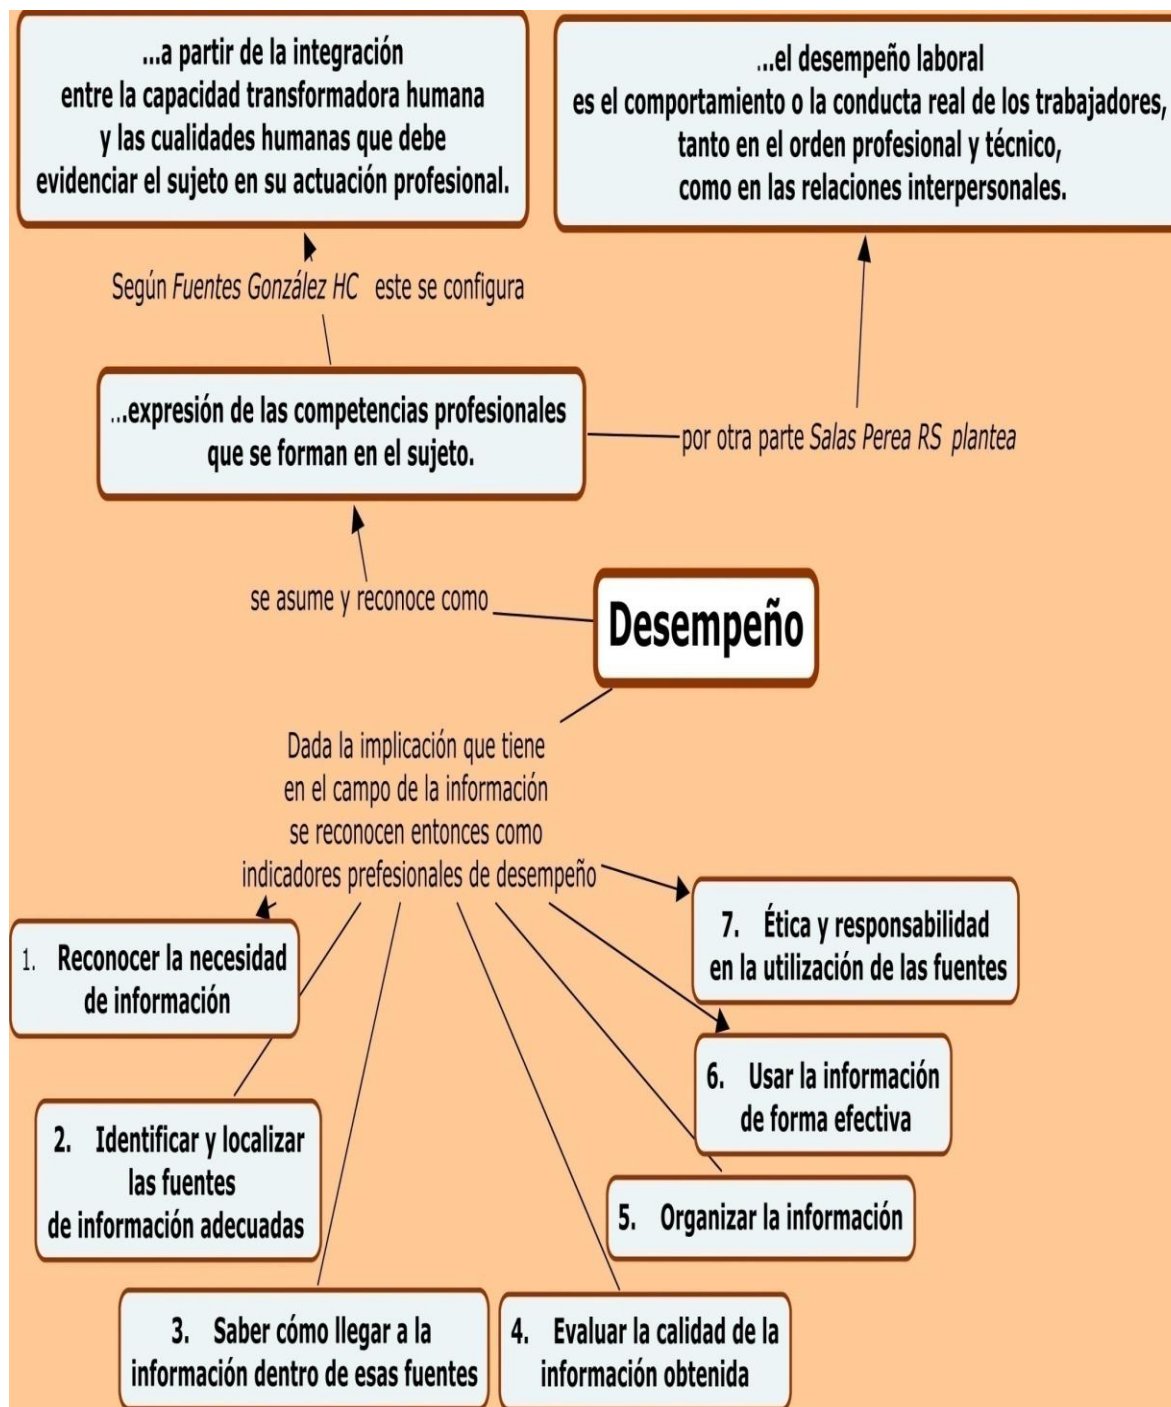 ...a partir de la integración
entre la capacidad transformadora humana
y las cualidades humanas que debe
evidenciar el sujeto en su actuación profesional.
...el desempeño laboral
es el comportamiento o la conducta real de los trabajadores,
tanto en el orden profesional y técnico,
como en las relaciones interpersonales.
Según Fuentes González HC este se configura
...expresión de las competencias profesionales
que se forman en el sujeto.
por otra parte Salas Perea RS plantea
se asume y reconoce como
Desempeño
Dada la implicación que tiene
en el campo de la información
se reconocen entonces como
indicadores prefesionales de desempeño
1. Reconocer la necesidad
de información
2. Identificar y localizar
las fuentes
de información adecuadas
3. Saber cómo llegar a la
información dentro de esas fuentes
4. Evaluar la calidad de la
información obtenida
5. Organizar la información
6. Usar la información
de forma efectiva
7. Ética y responsabilidad
en la utilización de las fuentes